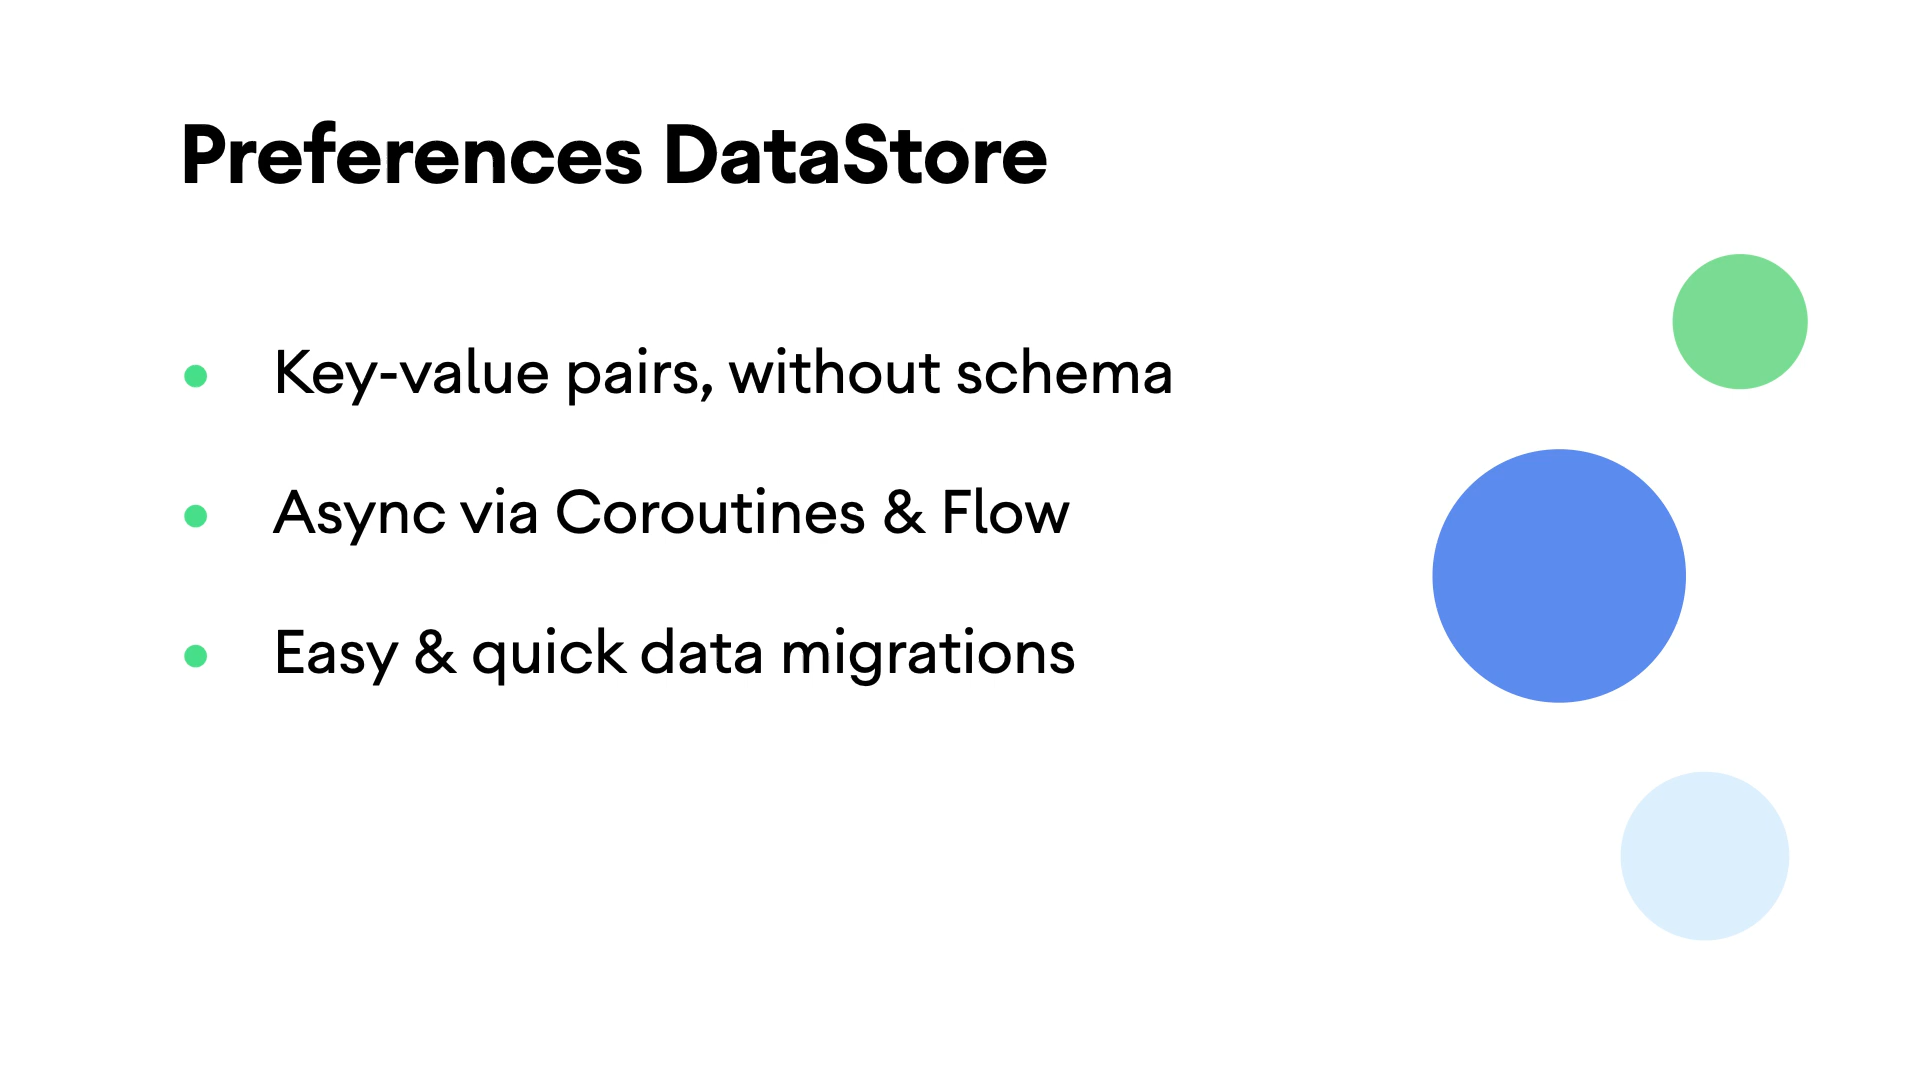 Preferences DataStore
Key-value pairs, without schema
Async via Coroutines & Flow
Easy & quick data migrations